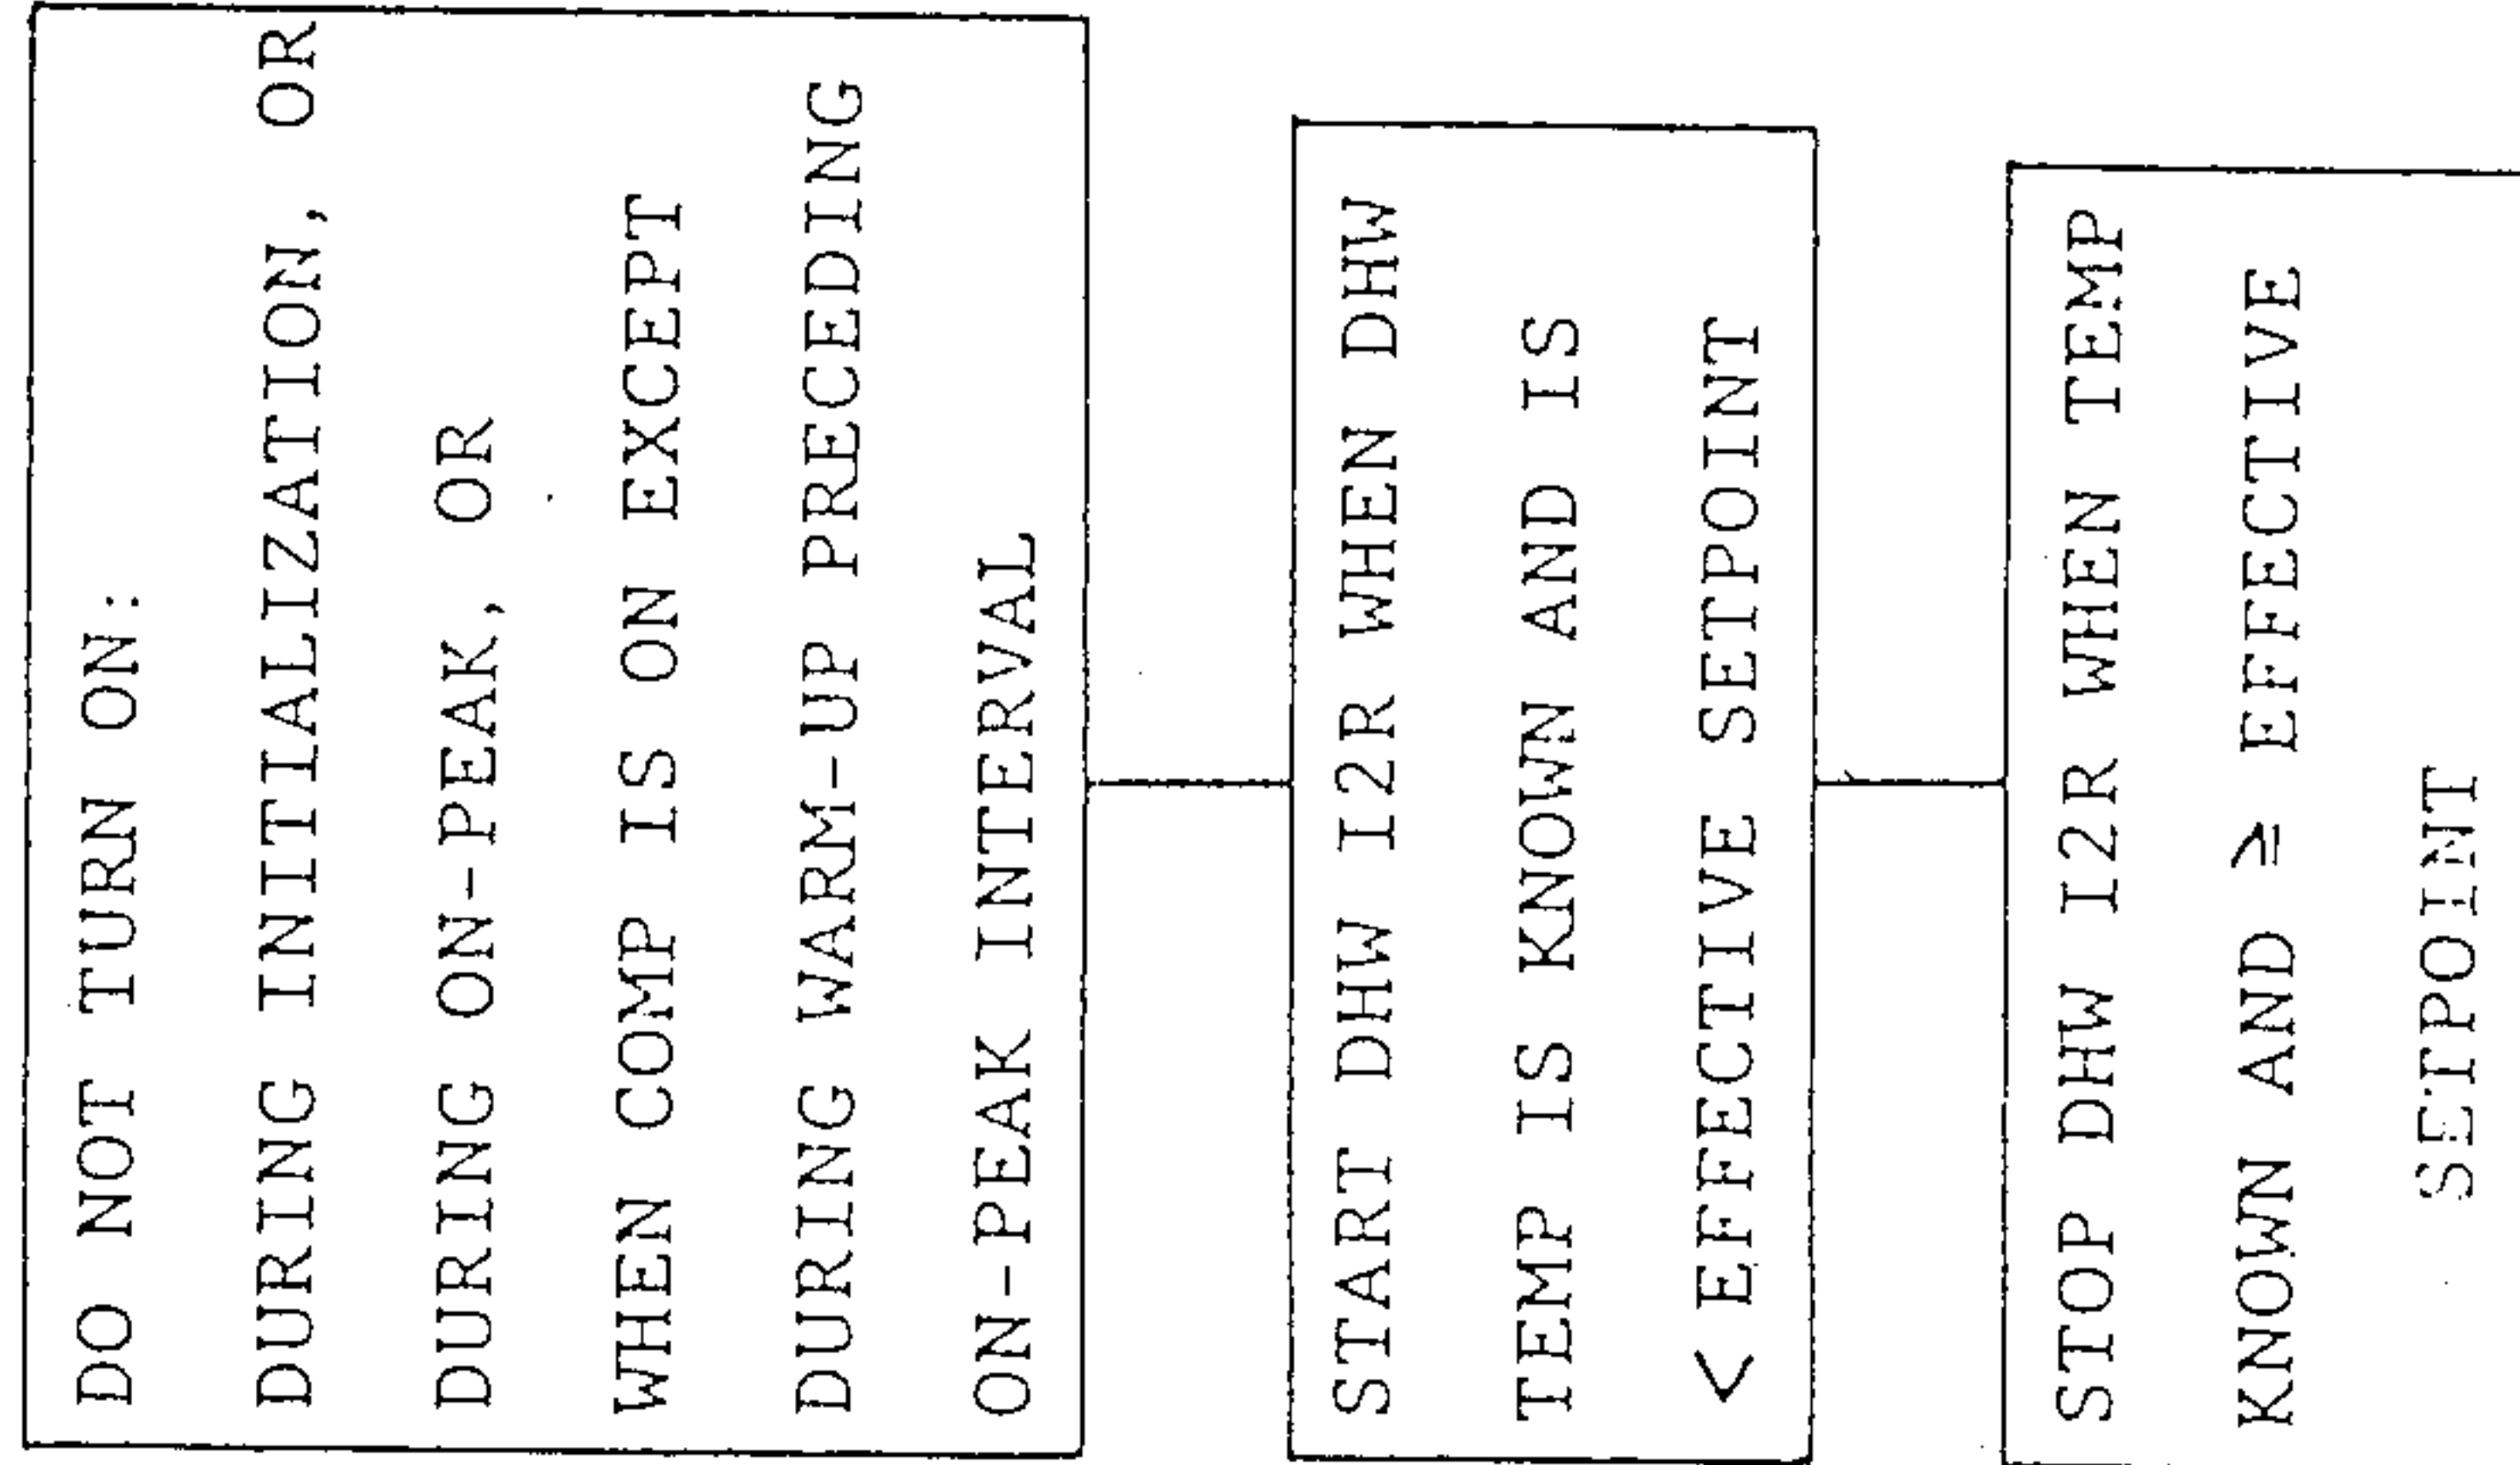 DO NOT TURN ON:
DURING INITIALIZATION, OR
DURING ON-PEAK, OR
WHEN COMP IS ON EXCEPT
DURING WARM-UP PRECEDING
ON-PEAK INTERVAL
START DHW I2R WHEN DHW
TEMP IS KNOWN AND IS
< EFFECTIVE SETPOINT
STOP DHW I2R WHEN TEMP
KNOWN AND ≥ EFFECTIVE
SETPOINT